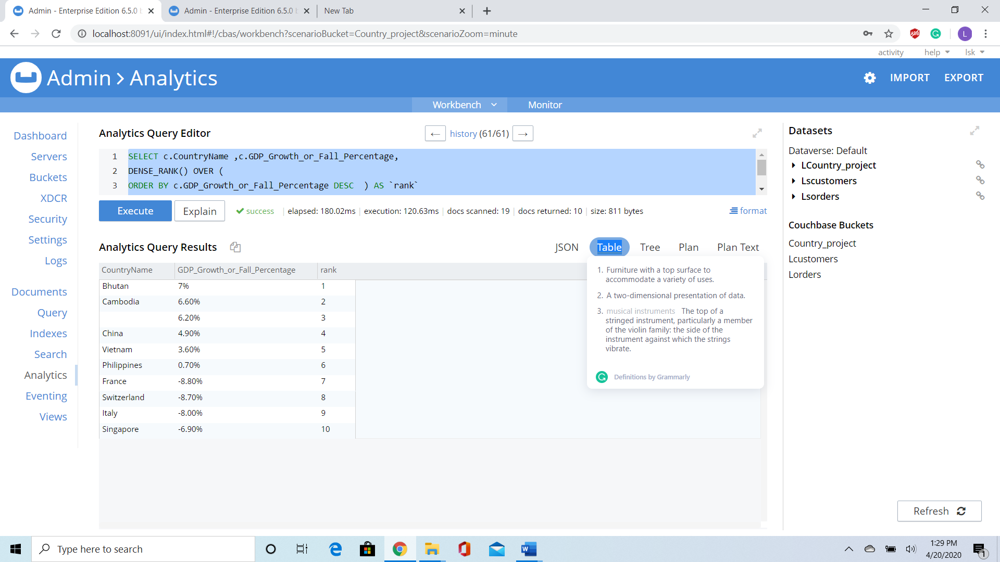 Admin - Enterprise Edition 6.5.0
Admin - Enterprise Edition 6.5.0
New Tab
localhost:8091/ui/index.html#!/cbas/workbench?scenarioBucket=Country_project&scenarioZoom=minute
L
activity help lsk
Admin > Analytics
IMPORT EXPORT
Workbench Monitor
Dashboard
Servers
Buckets
XDCR
Security
Settings
Logs
Documents
Query
Indexes
Search
Analytics
Eventing
Views
Analytics Query Editor
← history (61/61) →
1 SELECT c.CountryName ,c.GDP_Growth_or_Fall_Percentage,
2 DENSE_RANK() OVER (
3 ORDER BY c.GDP_Growth_or_Fall_Percentage DESC ) AS `rank`
Execute Explain success elapsed: 180.02ms | execution: 120.63ms | docs scanned: 19 | docs returned: 10 | size: 811 bytes format
Analytics Query Results
JSON Table Tree Plan Plan Text
CountryName GDP_Growth_or_Fall_Percentage rank
Bhutan 7% 1
Cambodia 6.60% 2
6.20% 3
China 4.90% 4
Vietnam 3.60% 5
Philippines 0.70% 6
France -8.80% 7
Switzerland -8.70% 8
Italy -8.00% 9
Singapore -6.90% 10
1. Furniture with a top surface to
accommodate a variety of uses.
2. A two-dimensional presentation of data.
3. musical instruments The top of a
stringed instrument, particularly a member
of the violin family: the side of the
instrument against which the strings
vibrate.
Definitions by Grammarly
Datasets
Dataverse: Default
LCountry_project
Lscustomers
Lsorders
Couchbase Buckets
Country_project
Lcustomers
Lorders
Refresh
Type here to search
1:29 PM
4/20/2020
1